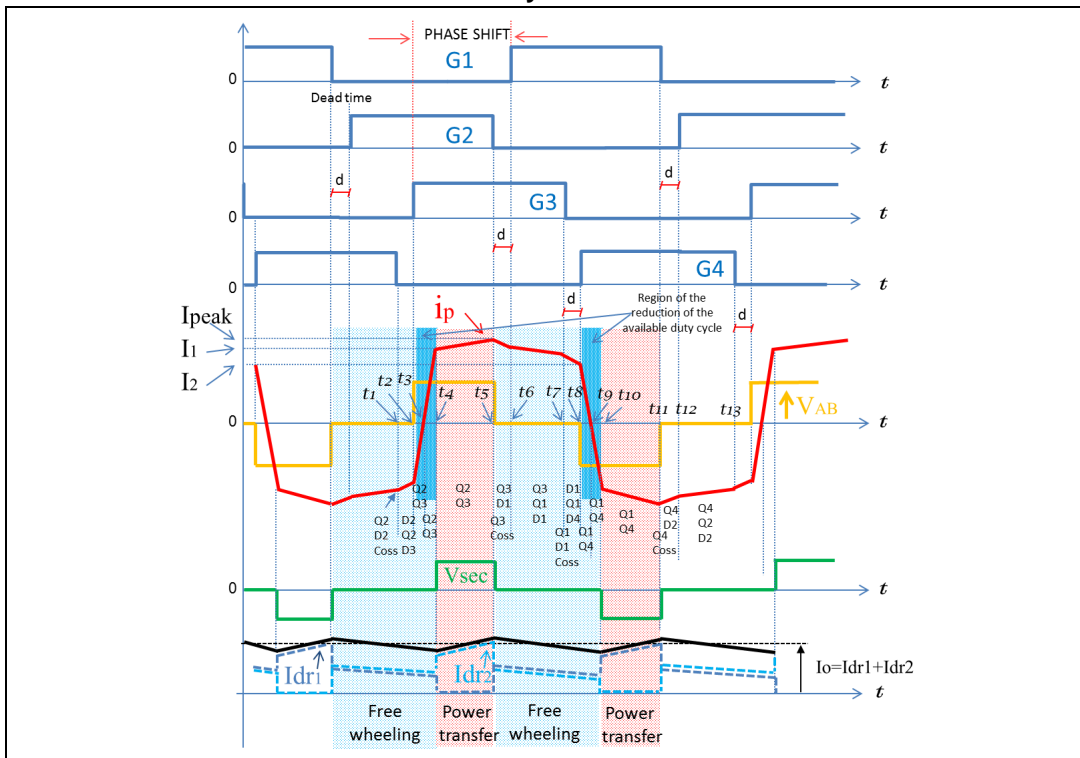 PHASE SHIFT
G1
0
t
Dead time
G2
0
t
d
d
G3
0
t
d
G4
0
t
d
Region of the
reduction of the
available duty cycle
d
Ipeak
I1
I2
ip
t1
t2
t3
t4
t5
t6
t7
t8
t9
t10
t11
t12
t13
VAB
0
t
Q2
D2
Coss
D2
Q2
D3
Q2
Q3
Q2
Q3
Q2
Q3
Q3
D1
Q3
Coss
Q3
Q1
D1
D1
Q1
D4
Q1
D1
Coss
Q1
Q4
Q1
Q4
Q1
Q4
Q4
D2
Q4
Coss
Q4
Q2
D2
0
Vsec
t
Idr1
Idr2
Io=Idr1+Idr2
t
Free
wheeling
Power
transfer
Free
wheeling
Power
transfer